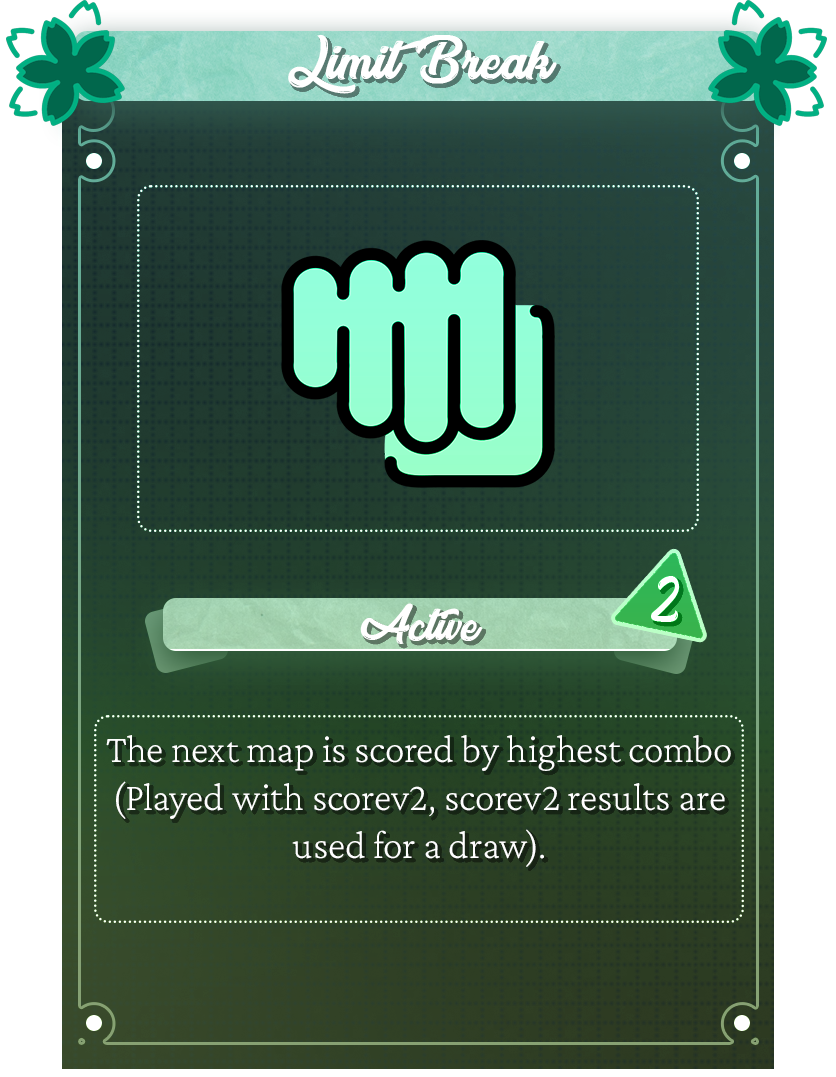 Limit Break
Active
2
The next map is scored by highest combo
(Played with scorev2, scorev2 results are
used for a draw).